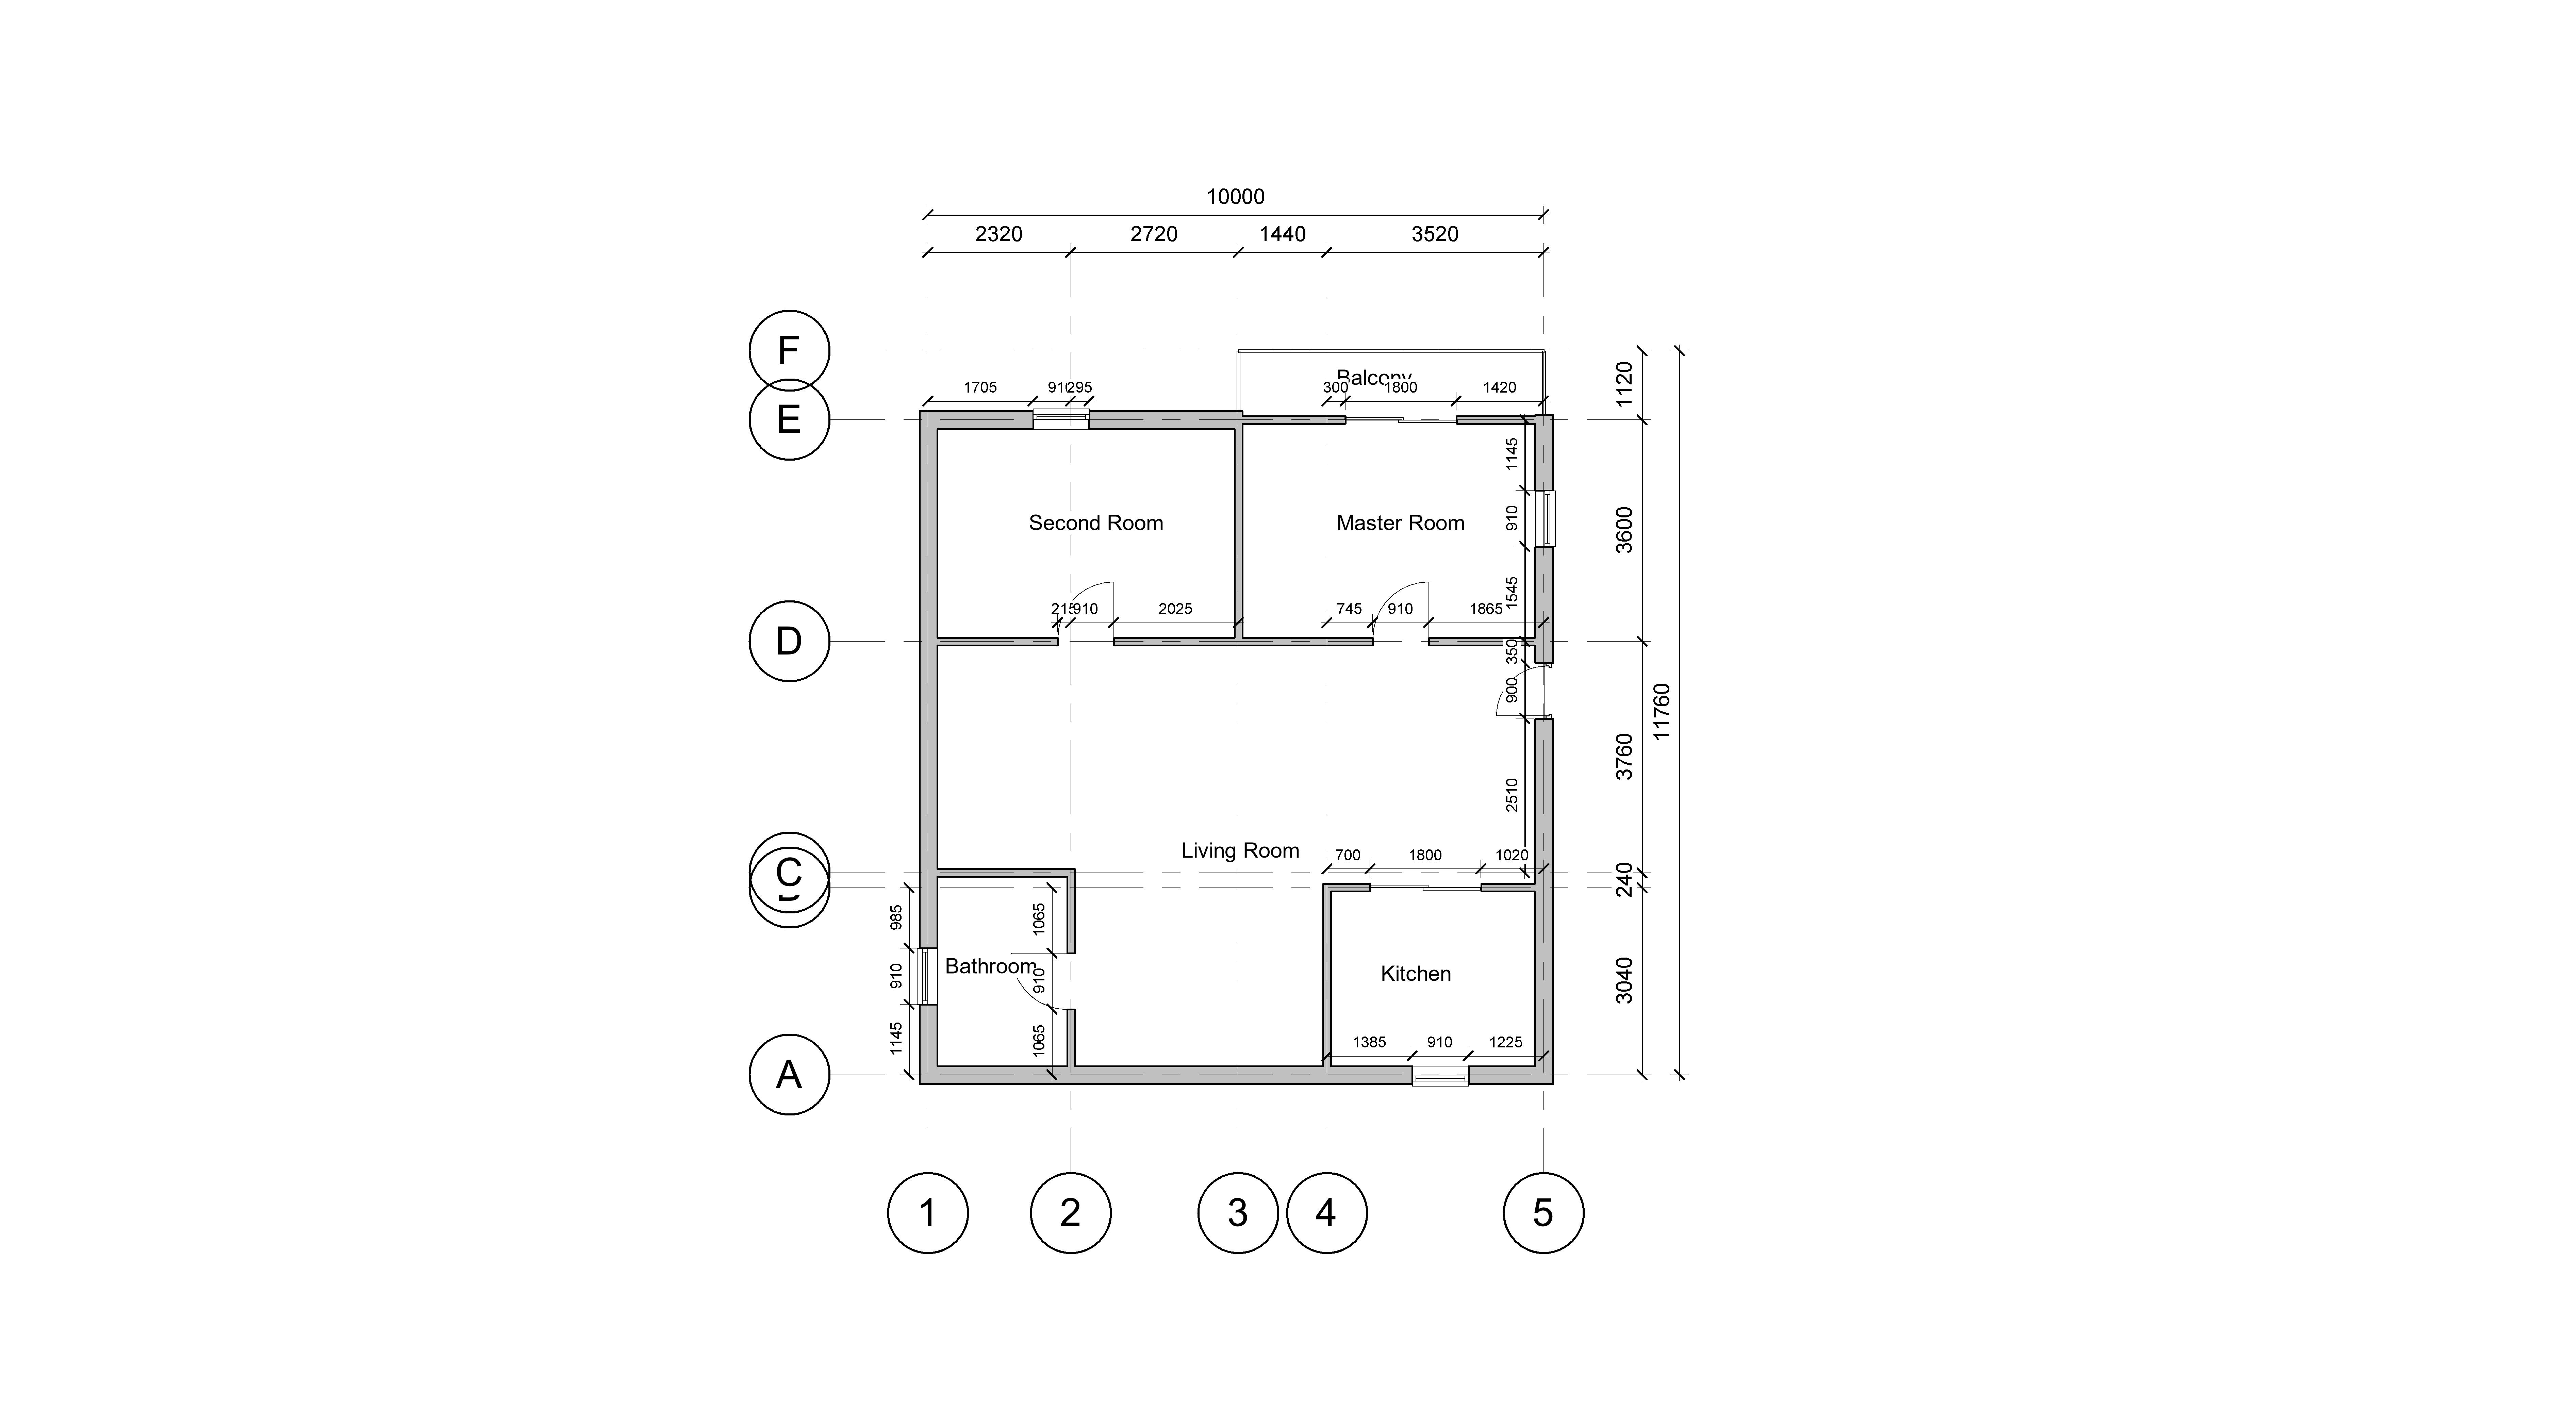 10000
2320 2720 1440 3520
F
Balcony
1120
1705 910 295 300 1800 1420
E
1145
Second Room Master Room 910 3600
1545
215 910 2025 745 910 1865
D
350
900
11760
3760
2510
Living Room 700 1800 1020
C
240
985 1065
Bathroom 910 910 Kitchen 3040
1145 1065 1385 910 1225
A
1 2 3 4 5